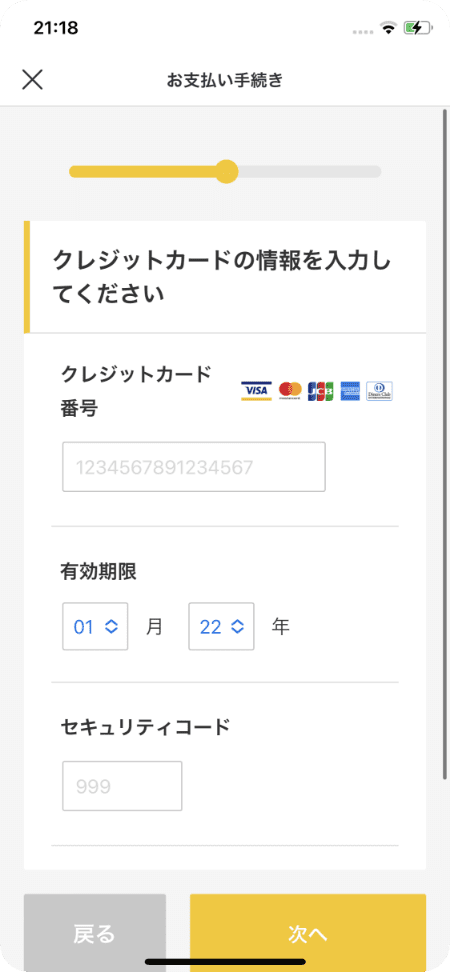 21:18
お支払い手続き
クレジットカードの情報を入力し
てください
クレジットカード
番号
VISA
JCB
1234567891234567
有効期限
01 月 22 年
セキュリティコード
999
戻る 次へ